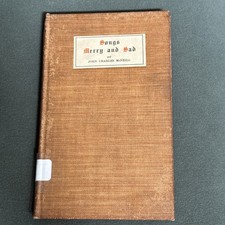 Songs
Merry and Sad
BY
JOHN CHARLES McNEILL